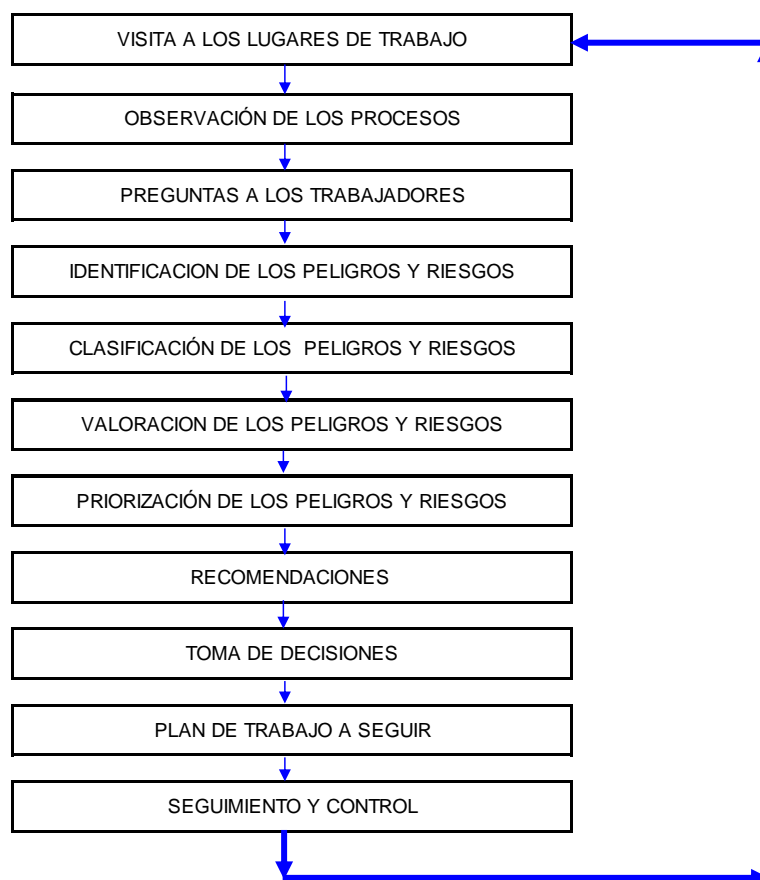 VISITA A LOS LUGARES DE TRABAJO
OBSERVACIÓN DE LOS PROCESOS
PREGUNTAS A LOS TRABAJADORES
IDENTIFICACION DE LOS PELIGROS Y RIESGOS
CLASIFICACIÓN DE LOS PELIGROS Y RIESGOS
VALORACION DE LOS PELIGROS Y RIESGOS
PRIORIZACIÓN DE LOS PELIGROS Y RIESGOS
RECOMENDACIONES
TOMA DE DECISIONES
PLAN DE TRABAJO A SEGUIR
SEGUIMIENTO Y CONTROL